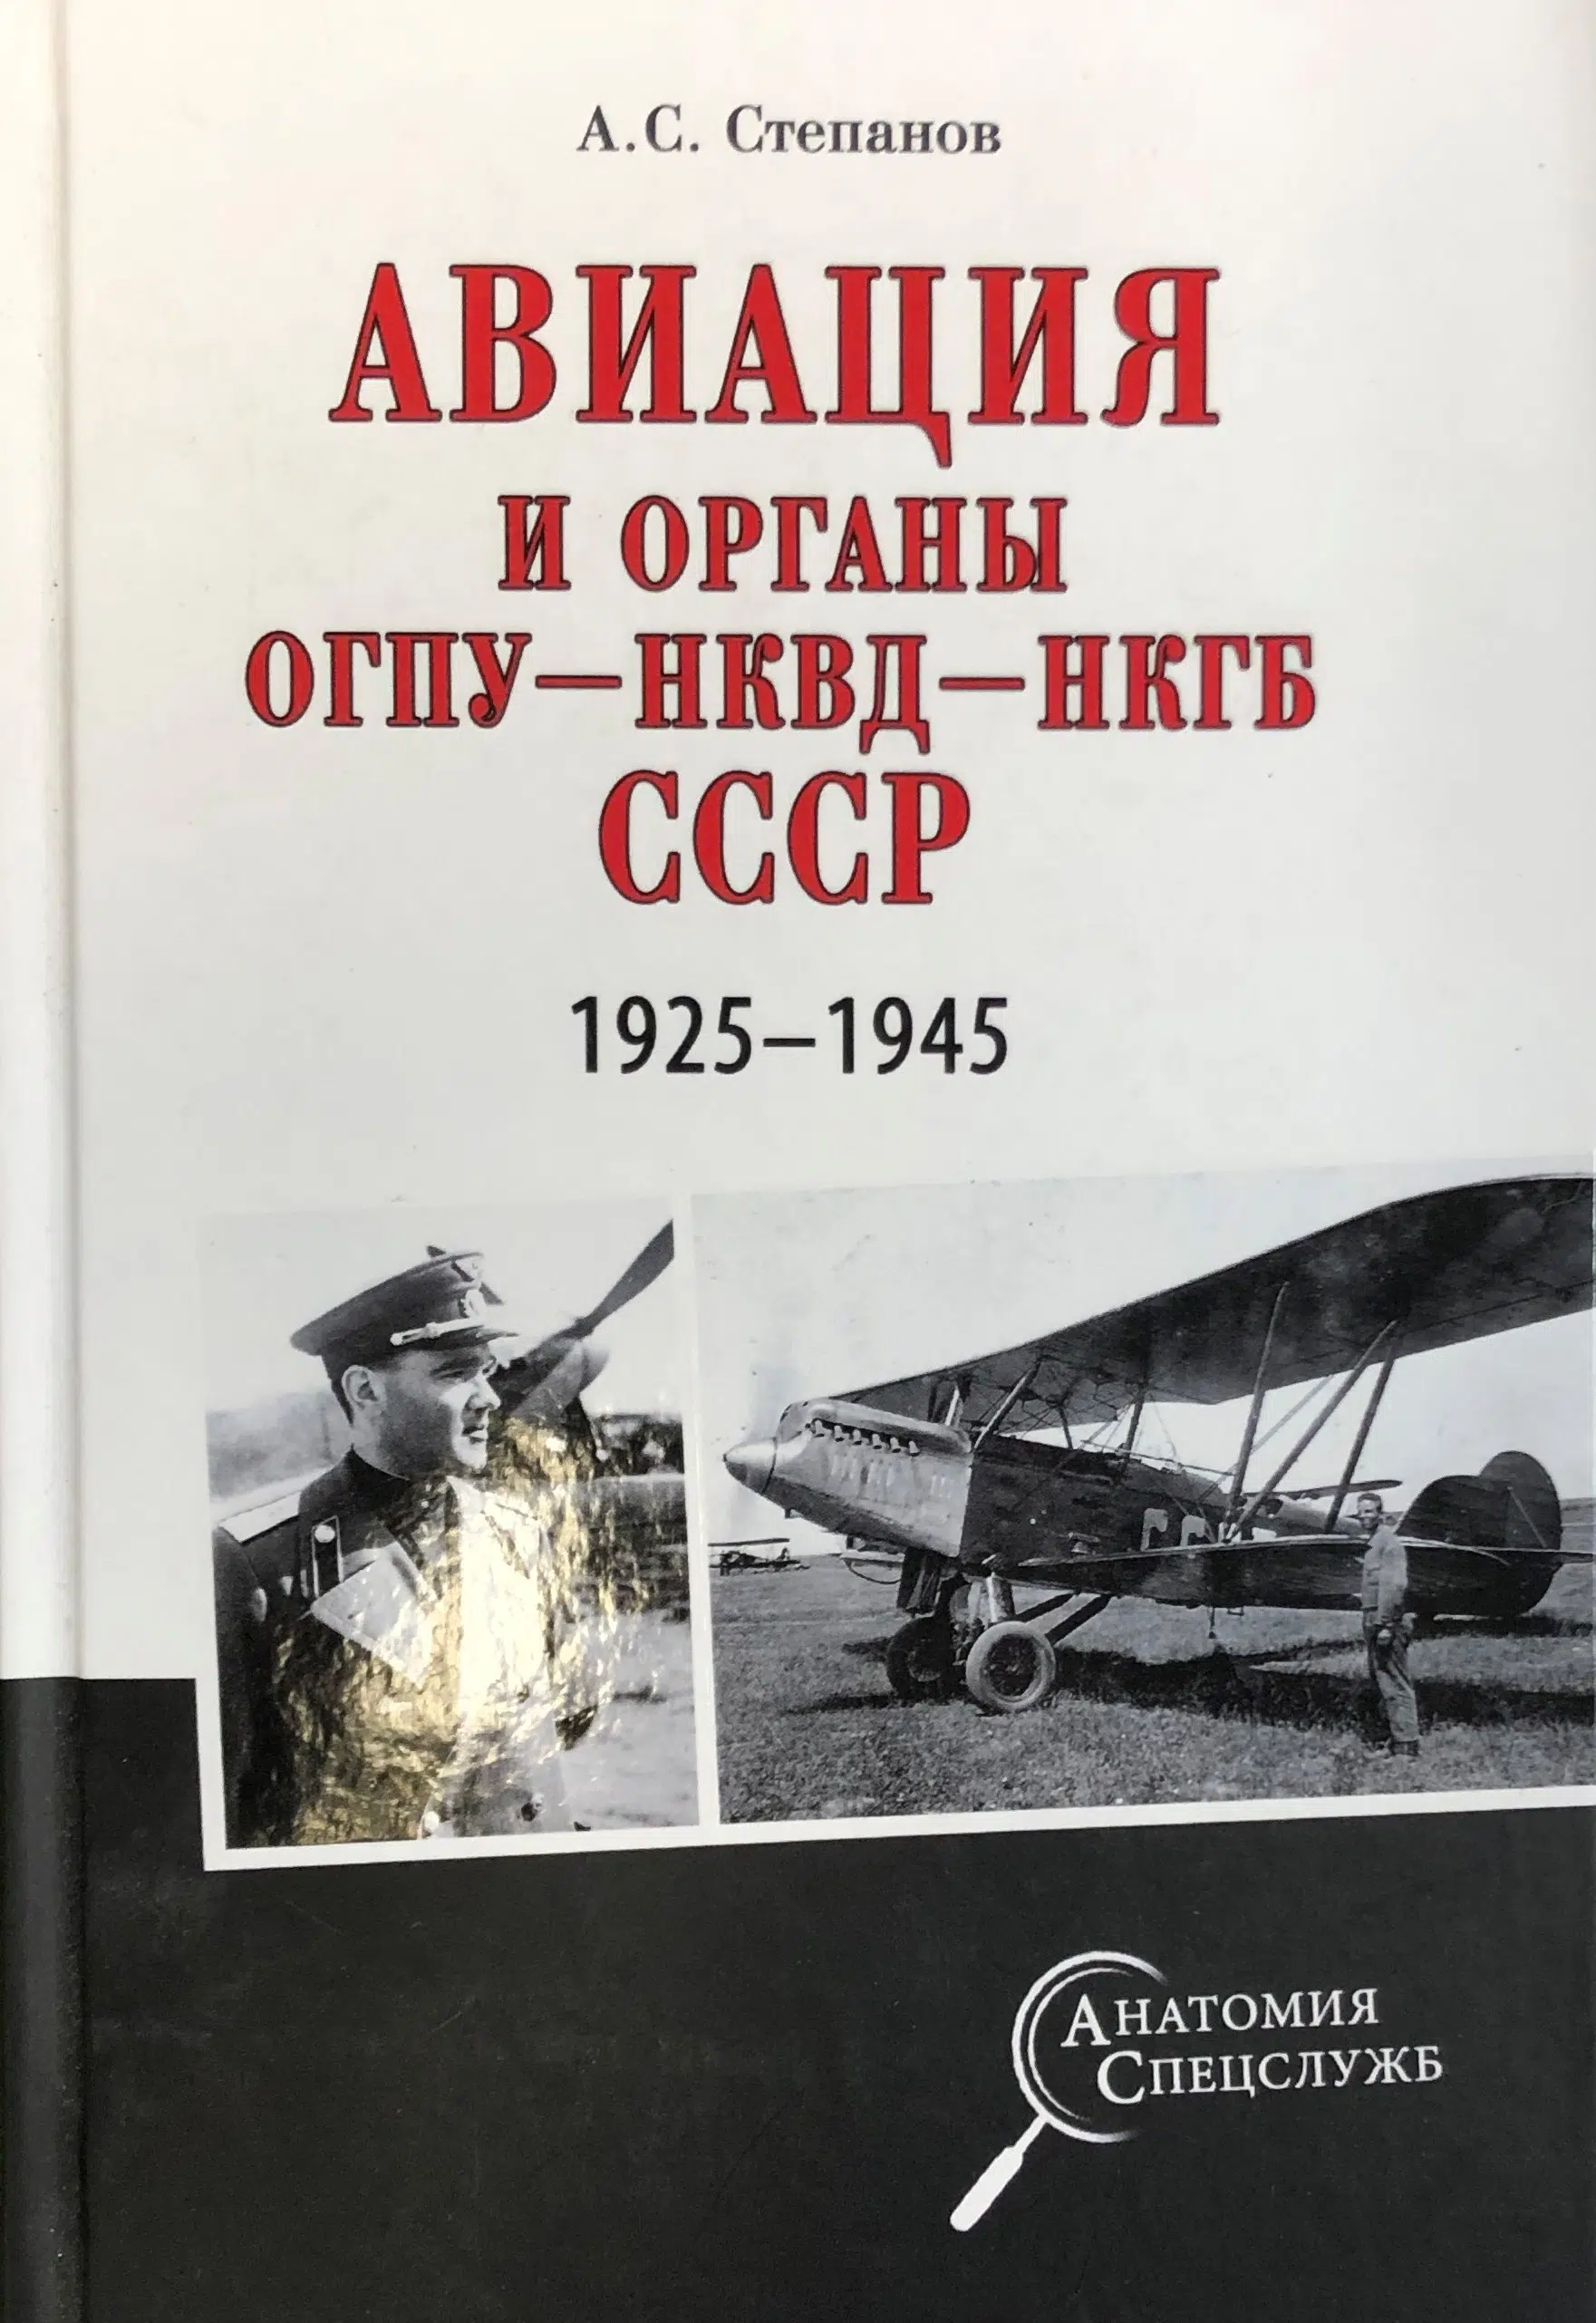 А.С. Степанов
АВИАЦИЯ
И ОРГАНЫ
ОГПУ–НКВД–НКГБ
СССР
1925–1945
АНАТОМИЯ
СПЕЦСЛУЖБ